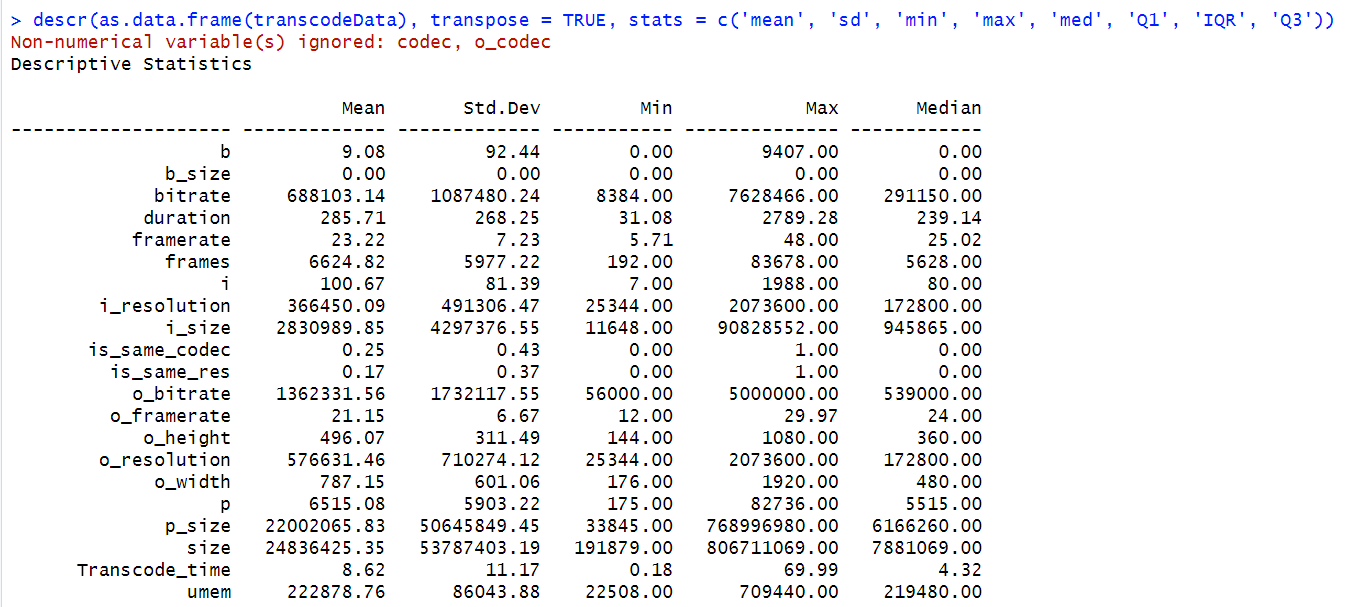 > descr(as.data.frame(transcodeData), transpose = TRUE, stats = c('mean', 'sd', 'min', 'max', 'med', 'Q1', 'IQR', 'Q3'))
Non-numerical variable(s) ignored: codec, o_codec
Descriptive Statistics
Mean Std.Dev Min Max Median
-------------------- ------------- ------------- ----------- -------------- ------------
b 9.08 92.44 0.00 9407.00 0.00
b_size 0.00 0.00 0.00 0.00 0.00
bitrate 688103.14 1087480.24 8384.00 7628466.00 291150.00
duration 285.71 268.25 31.08 2789.28 239.14
framerate 23.22 7.23 5.71 48.00 25.02
frames 6624.82 5977.22 192.00 83678.00 5628.00
i 100.67 81.39 7.00 1988.00 80.00
i_resolution 366450.09 491306.47 25344.00 2073600.00 172800.00
i_size 2830989.85 4297376.55 11648.00 90828552.00 945865.00
is_same_codec 0.25 0.43 0.00 1.00 0.00
is_same_res 0.17 0.37 0.00 1.00 0.00
o_bitrate 1362331.56 1732117.55 56000.00 5000000.00 539000.00
o_framerate 21.15 6.67 12.00 29.97 24.00
o_height 496.07 311.49 144.00 1080.00 360.00
o_resolution 576631.46 710274.12 25344.00 2073600.00 172800.00
o_width 787.15 601.06 176.00 1920.00 480.00
p 6515.08 5903.22 175.00 82736.00 5515.00
p_size 22002065.83 50645849.45 33845.00 768996980.00 6166260.00
size 24836425.35 53787403.19 191879.00 806711069.00 7881069.00
Transcode_time 8.62 11.17 0.18 69.99 4.32
umem 222878.76 86043.88 22508.00 709440.00 219480.00